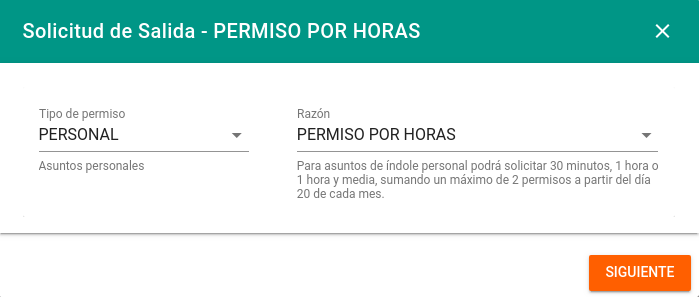 Solicitud de Salida - PERMISO POR HORAS
Tipo de permiso
PERSONAL
Asuntos personales
Razón
PERMISO POR HORAS
Para asuntos de índole personal podrá solicitar 30 minutos, 1 hora o
1 hora y media, sumando un máximo de 2 permisos a partir del día
20 de cada mes.
SIGUIENTE